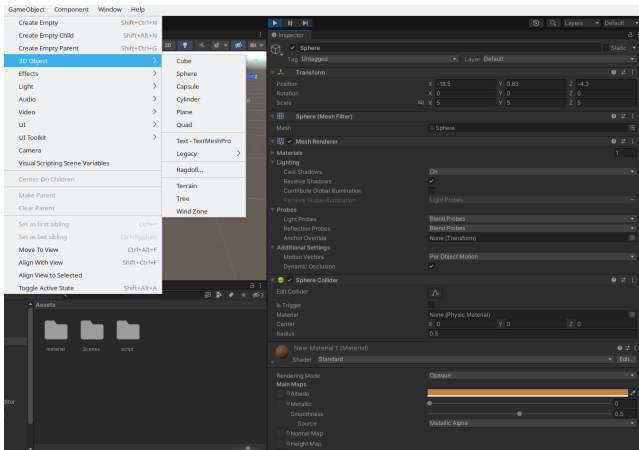 GameObject Component Window Help
Create Empty Shift+Ctrl+N
Create Empty Child Shift+Alt+N
Create Empty Parent Shift+Ctrl+G
3D Object
Effects
Light
Audio
Video
UI
UI Toolkit
Camera
Visual Scripting Scene Variables
Center On Children
Make Parent
Clear Parent
Set as first sibling Ctrl+=
Set as last sibling Ctrl+Hyphen
Move To View Ctrl+Alt+F
Align With View Shift+Ctrl+F
Align View to Selected
Toggle Active State Shift+Alt+A
Cube
Sphere
Capsule
Cylinder
Plane
Quad
Text - TextMeshPro
Legacy
Ragdoll...
Terrain
Tree
Wind Zone
2D
Assets
material Scenes script
Layers Default
Inspector
Sphere Static
Tag Untagged Layer Default
Transform
Position X -18.5 Y 0.63 Z -4.3
Rotation X 0 Y 0 Z 0
Scale X 5 Y 5 Z 5
Sphere (Mesh Filter)
Mesh Sphere
Mesh Renderer
Materials 1
Lighting
Cast Shadows On
Receive Shadows
Contribute Global Illumination
Receive Global Illumination Light Probes
Probes
Light Probes Blend Probes
Reflection Probes Blend Probes
Anchor Override None (Transform)
Additional Settings
Motion Vectors Per Object Motion
Dynamic Occlusion
Sphere Collider
Edit Collider
Is Trigger
Material None (Physic Material)
Center X 0 Y 0 Z 0
Radius 0.5
New Material 1 (Material)
Shader Standard Edit...
Rendering Mode Opaque
Main Maps
Albedo
Metallic 0
Smoothness 0.5
Source Metallic Alpha
Normal Map
Height Map